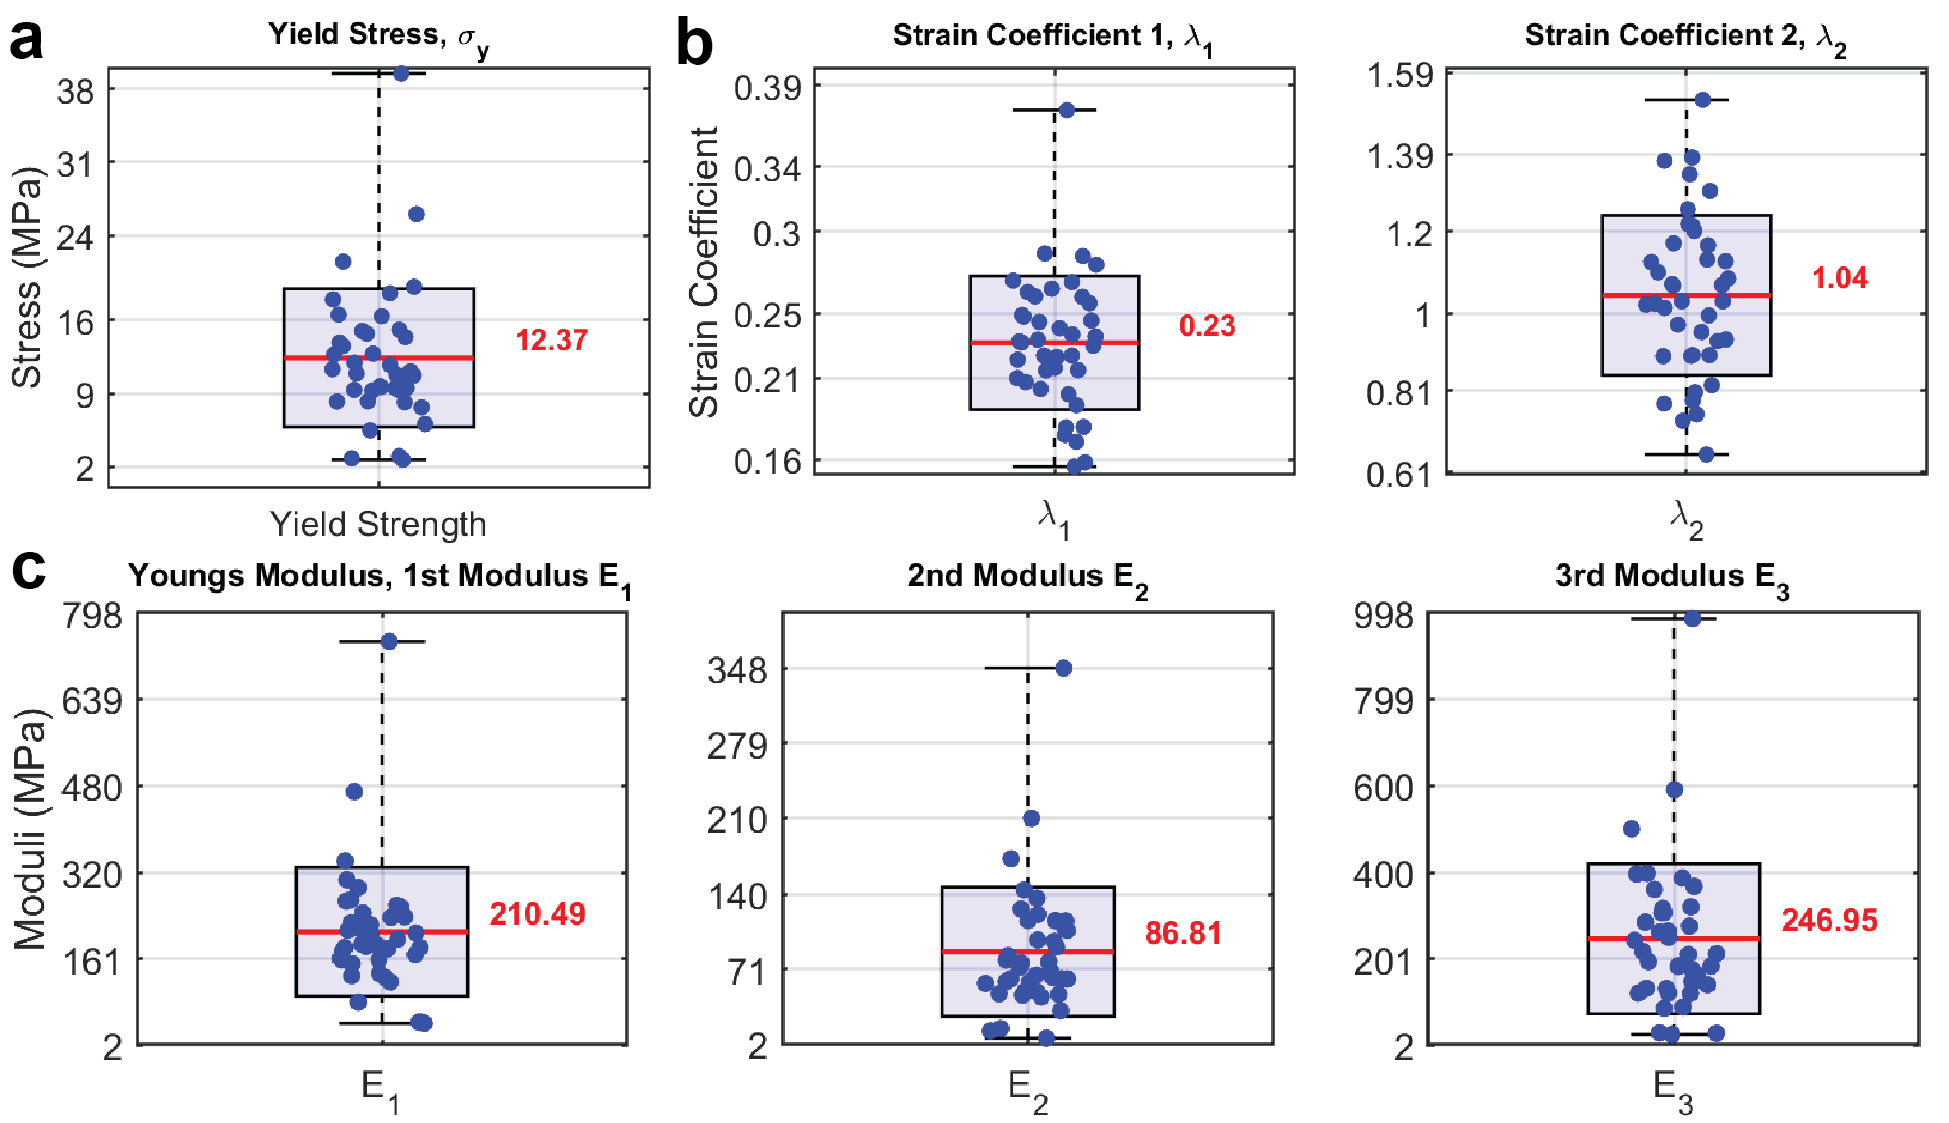 a
Yield Stress, σy
Stress (MPa)
38
31
24
16
9
2
12.37
Yield Strength
b
Strain Coefficient 1, λ1
Strain Coefficient
0.39
0.34
0.3
0.25
0.21
0.16
0.23
λ1
Strain Coefficient 2, λ2
1.59
1.39
1.2
1
0.81
0.61
1.04
λ2
c
Youngs Modulus, 1st Modulus E1
Moduli (MPa)
798
639
480
320
161
2
210.49
E1
2nd Modulus E2
348
279
210
140
71
2
86.81
E2
3rd Modulus E3
998
799
600
400
201
2
246.95
E3